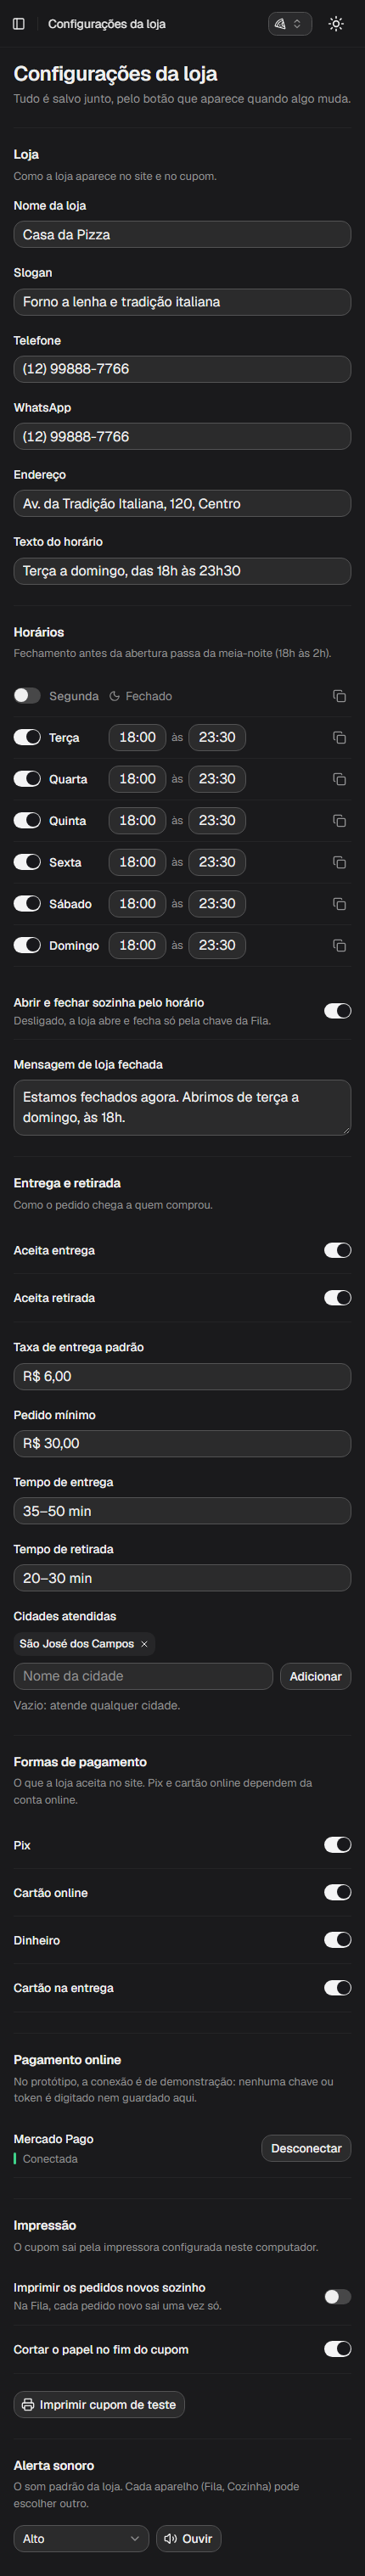 Configurações da loja
Configurações da loja
Tudo é salvo junto, pelo botão que aparece quando algo muda.
Loja
Como a loja aparece no site e no cupom.
Nome da loja
Casa da Pizza
Slogan
Forno a lenha e tradição italiana
Telefone
(12) 99888-7766
WhatsApp
(12) 99888-7766
Endereço
Av. da Tradição Italiana, 120, Centro
Texto do horário
Terça a domingo, das 18h às 23h30
Horários
Fechamento antes da abertura passa da meia-noite (18h às 2h).
Segunda Fechado
Terça 18:00 às 23:30
Quarta 18:00 às 23:30
Quinta 18:00 às 23:30
Sexta 18:00 às 23:30
Sábado 18:00 às 23:30
Domingo 18:00 às 23:30
Abrir e fechar sozinha pelo horário
Desligado, a loja abre e fecha só pela chave da Fila.
Mensagem de loja fechada
Estamos fechados agora. Abrimos de terça a
domingo, às 18h.
Entrega e retirada
Como o pedido chega a quem comprou.
Aceita entrega
Aceita retirada
Taxa de entrega padrão
R$ 6,00
Pedido mínimo
R$ 30,00
Tempo de entrega
35–50 min
Tempo de retirada
20–30 min
Cidades atendidas
São José dos Campos ×
Nome da cidade Adicionar
Vazio: atende qualquer cidade.
Formas de pagamento
O que a loja aceita no site. Pix e cartão online dependem da
conta online.
Pix
Cartão online
Dinheiro
Cartão na entrega
Pagamento online
No protótipo, a conexão é de demonstração: nenhuma chave ou
token é digitado nem guardado aqui.
Mercado Pago
Conectada
Desconectar
Impressão
O cupom sai pela impressora configurada neste computador.
Imprimir os pedidos novos sozinho
Na Fila, cada pedido novo sai uma vez só.
Cortar o papel no fim do cupom
Imprimir cupom de teste
Alerta sonoro
O som padrão da loja. Cada aparelho (Fila, Cozinha) pode
escolher outro.
Alto Ouvir